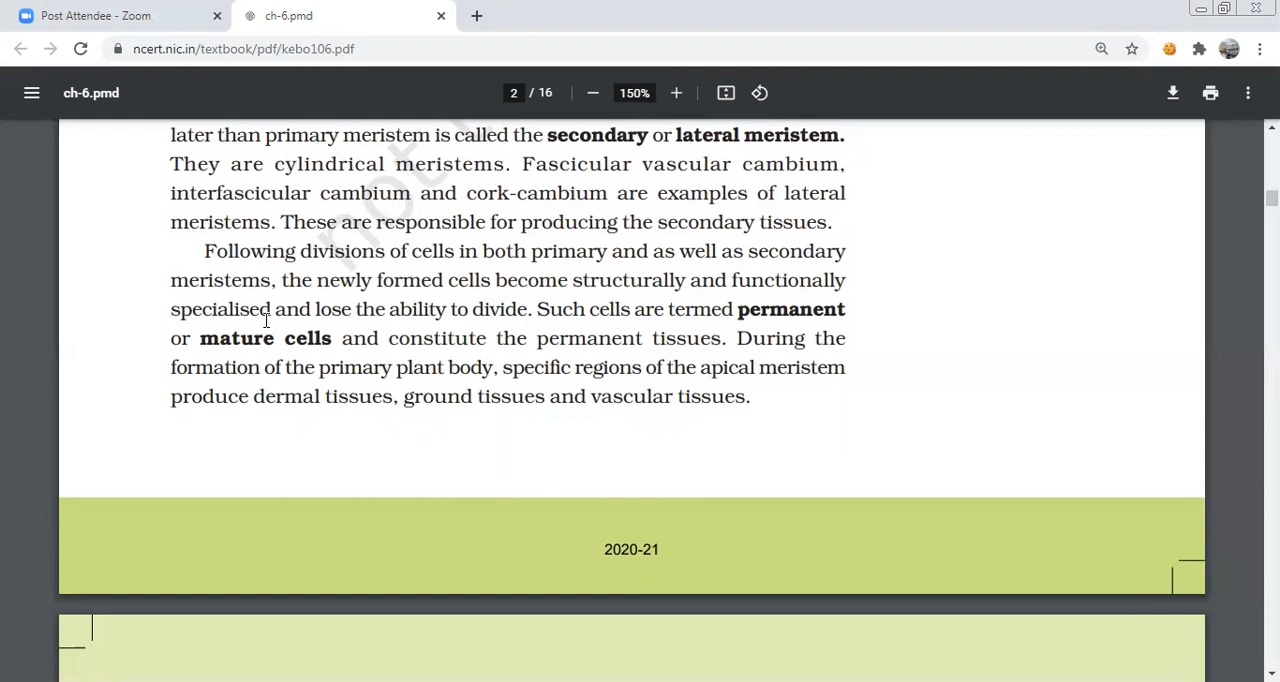 Post Attendee - Zoom
ch-6.pmd
ncert.nic.in/textbook/pdf/kebo106.pdf
ch-6.pmd
2 / 16
150%
later than primary meristem is called the secondary or lateral meristem.
They are cylindrical meristems. Fascicular vascular cambium,
interfascicular cambium and cork-cambium are examples of lateral
meristems. These are responsible for producing the secondary tissues.
Following divisions of cells in both primary and as well as secondary
meristems, the newly formed cells become structurally and functionally
specialised and lose the ability to divide. Such cells are termed permanent
or mature cells and constitute the permanent tissues. During the
formation of the primary plant body, specific regions of the apical meristem
produce dermal tissues, ground tissues and vascular tissues.
not
2020-21